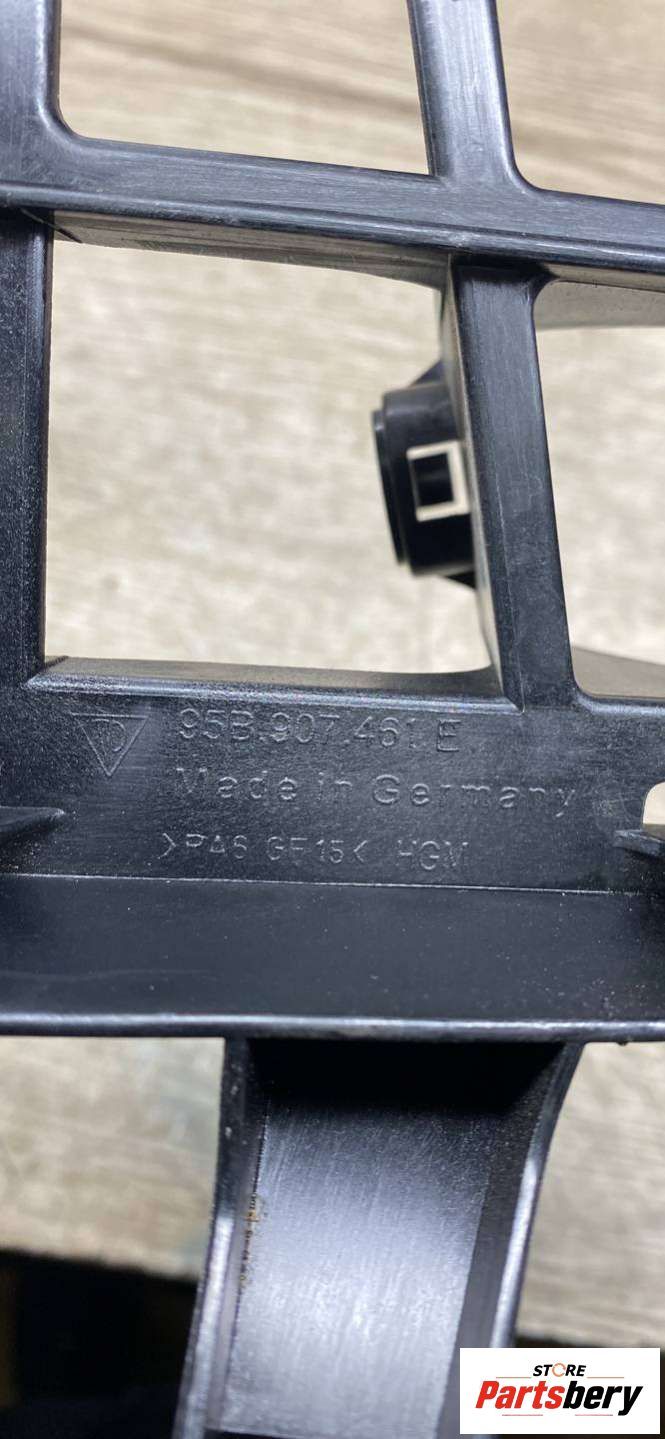 95B.907.461.E
Made in Germany
>PA6 GF15< HGM
STORE
Partsbery